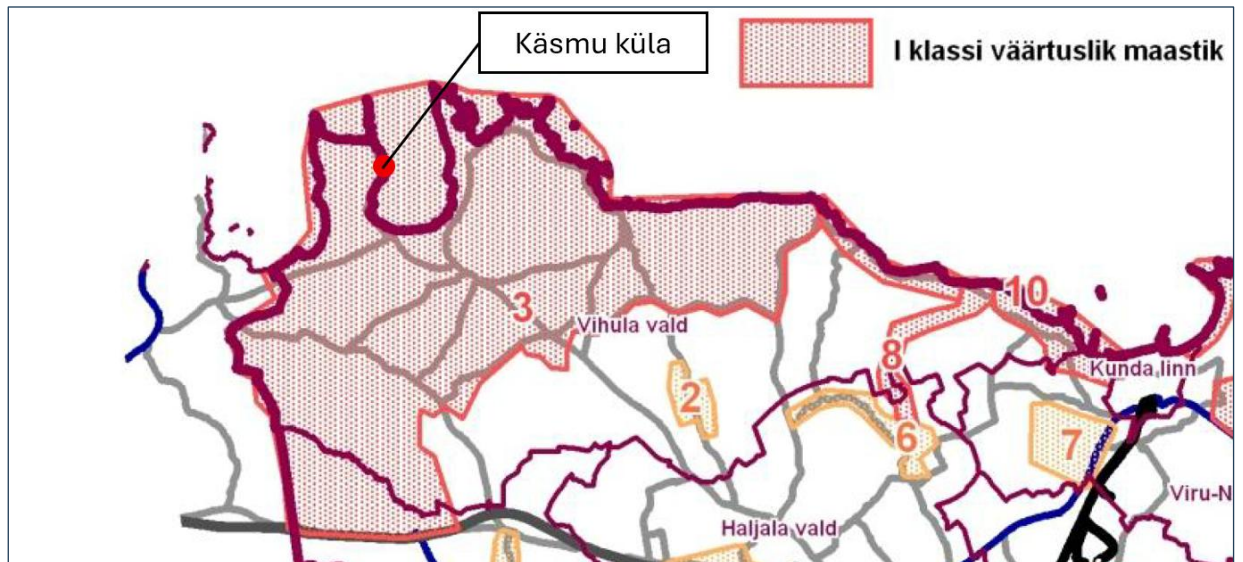 Käsmu küla
I klassi väärtuslik maastik
3
Vihula vald
10
8
Kunda linn
2
6
7
Viru-N
Haljala vald